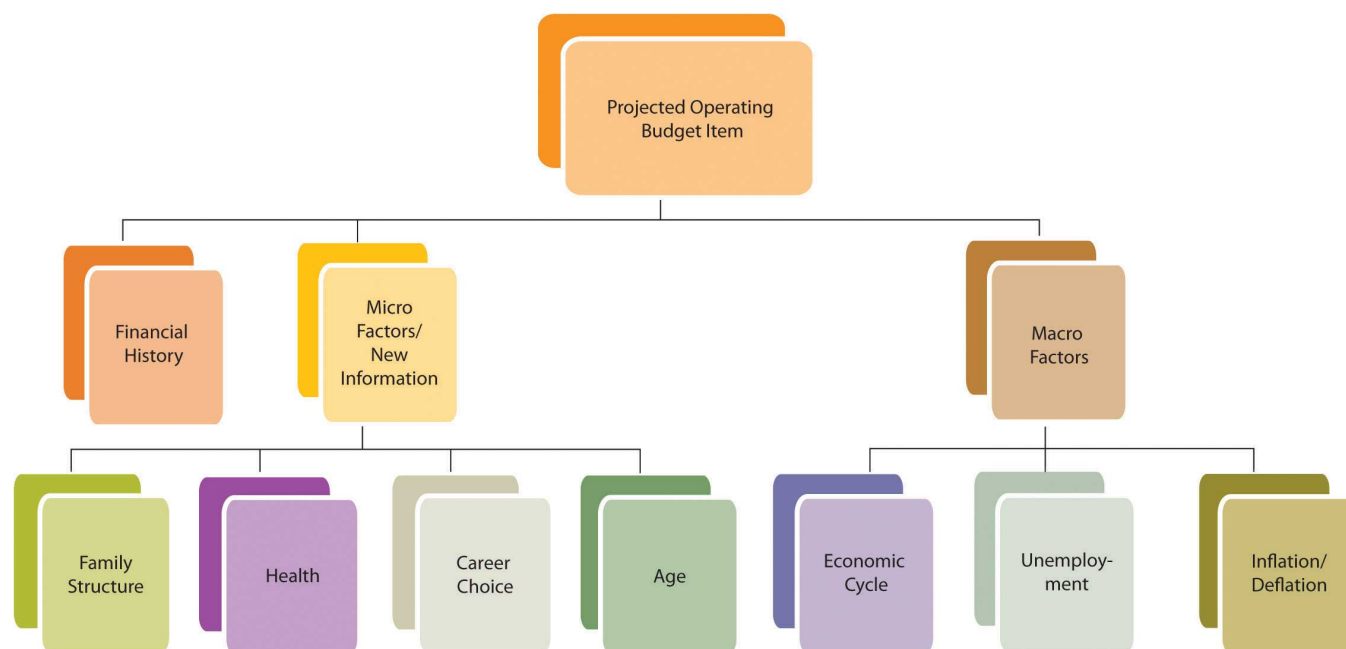 Projected Operating
Budget Item
Financial
History
Micro
Factors/
New
Information
Macro
Factors
Family
Structure
Health
Career
Choice
Age
Economic
Cycle
Unemploy-
ment
Inflation/
Deflation